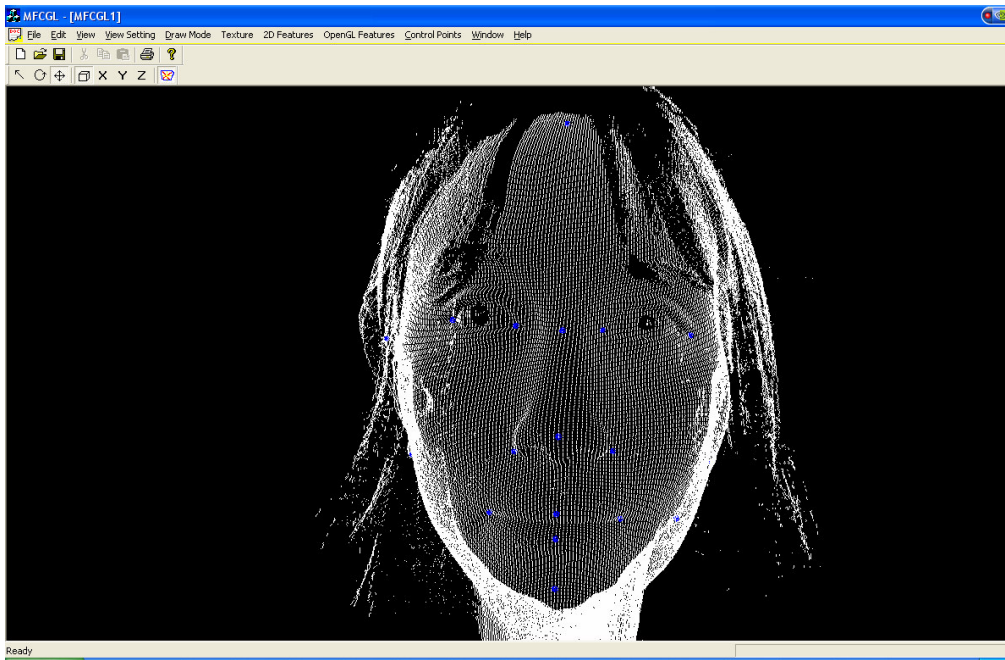 MFCGL - [MFCGL1]
File Edit View View Setting Draw Mode Texture 2D Features OpenGL Features Control Points Window Help
X Y Z
Ready